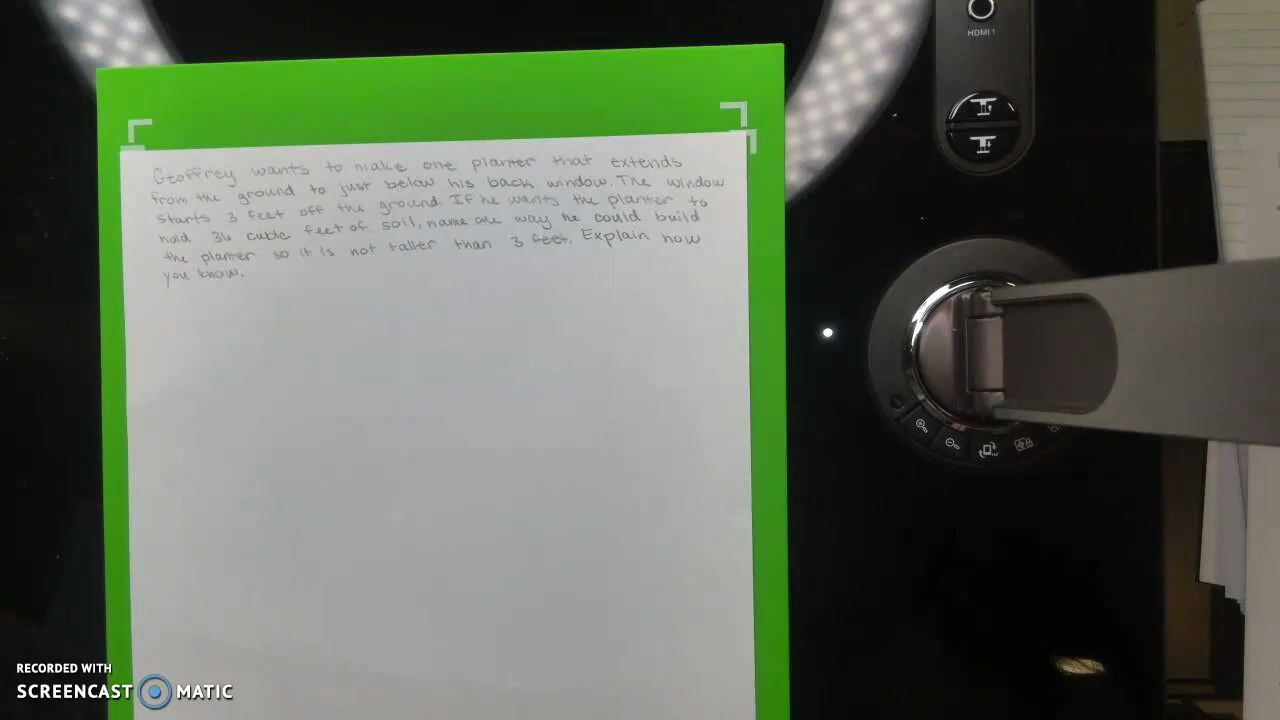 Geoffrey wants to make one planter that extends
from the ground to just below his back window. The window
starts 3 feet off the ground. If he wants the planter to
hold 36 cubic feet of soil, name one way he could build
the planter so it is not taller than 3 feet. Explain how
you know.
HDMI 1
RECORDED WITH
SCREENCAST MATIC